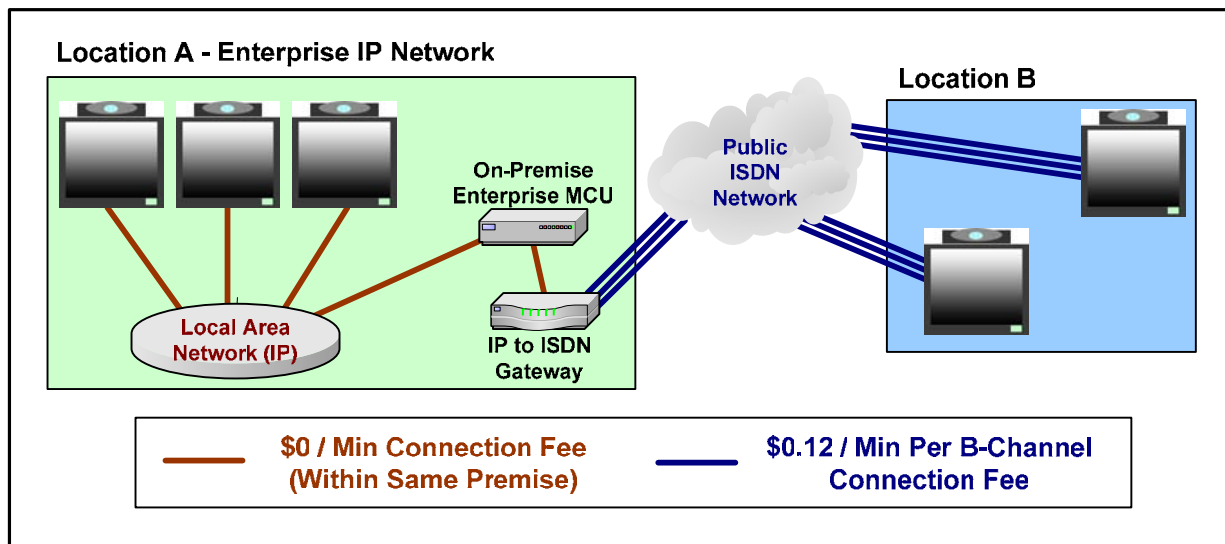 Location A - Enterprise IP Network
Location B
On-Premise
Enterprise MCU
Public
ISDN
Network
Local Area
Network (IP)
IP to ISDN
Gateway
$0 / Min Connection Fee
(Within Same Premise)
$0.12 / Min Per B-Channel
Connection Fee